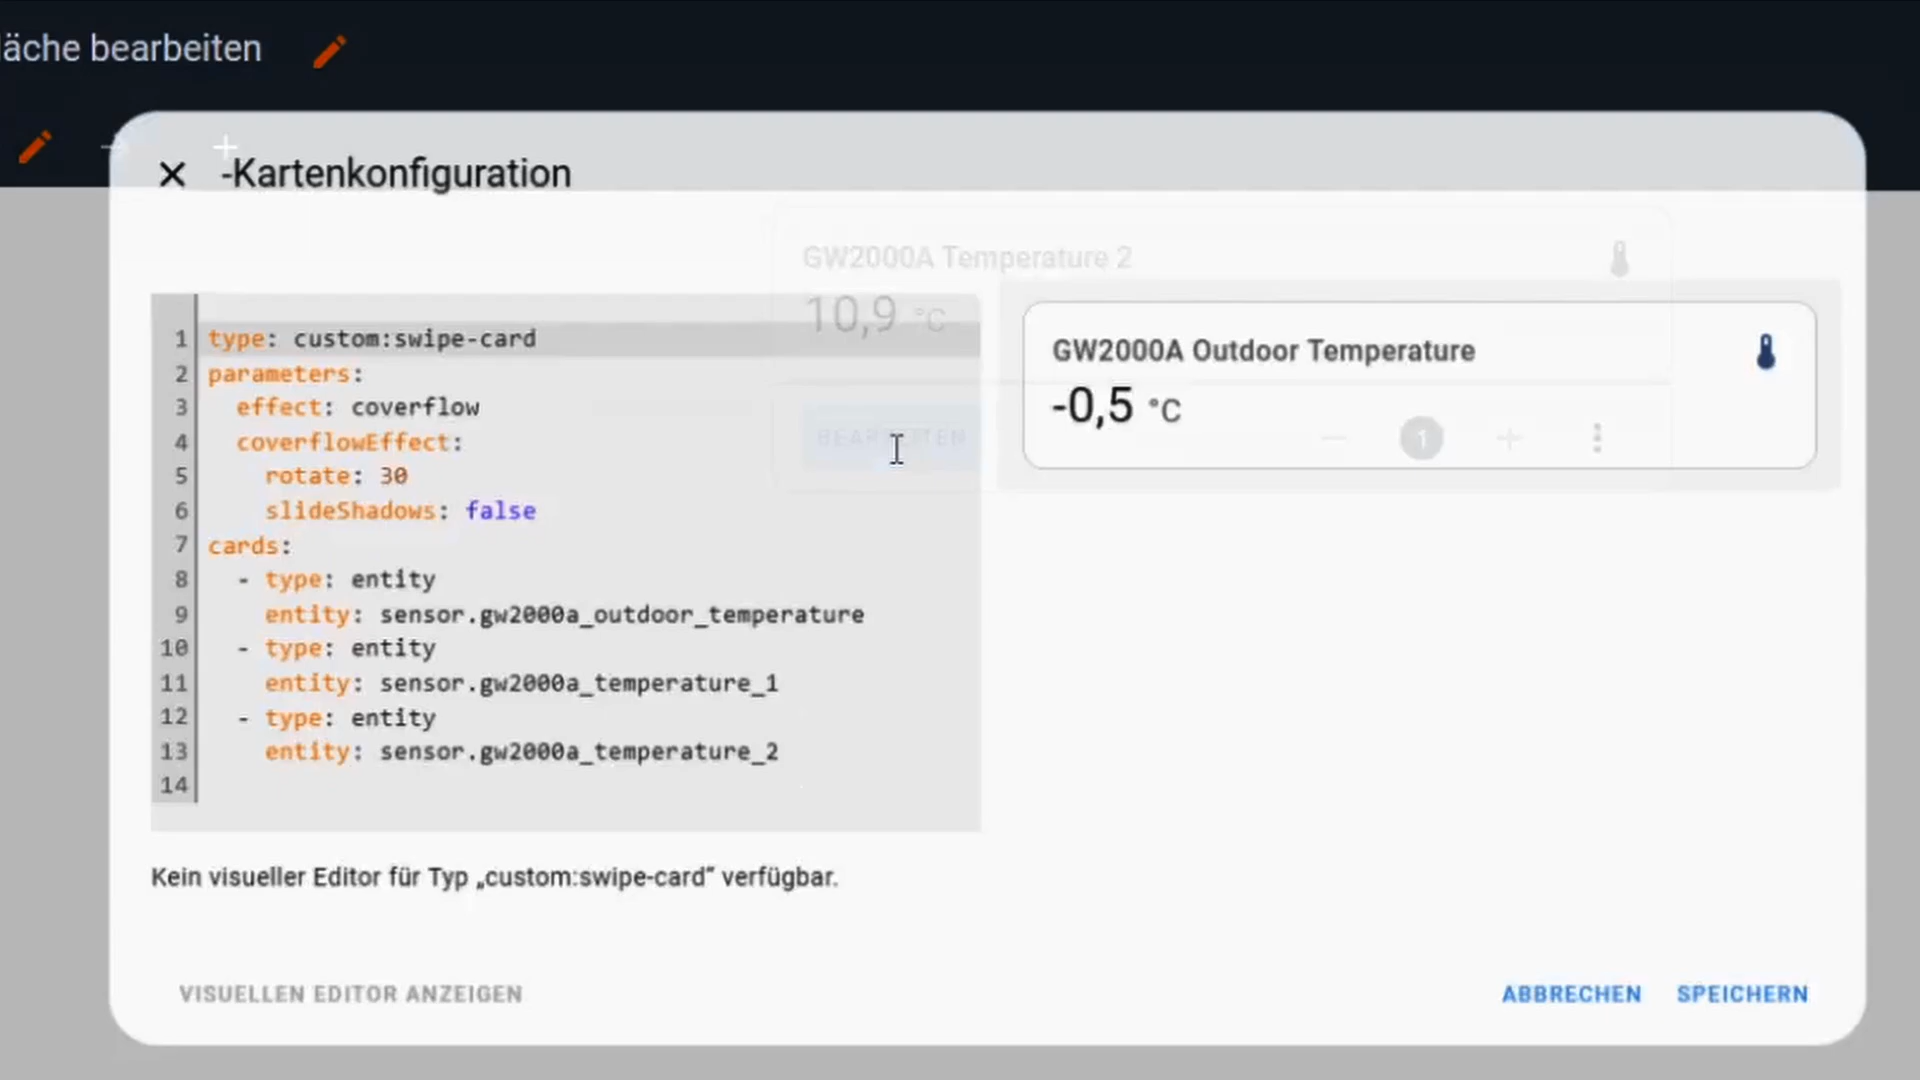 läche bearbeiten
-Kartenkonfiguration
GW2000A Temperature 2
10,9 °C
BEARBEITEN
1
1 type: custom:swipe-card
2 parameters:
3 effect: coverflow
4 coverflowEffect:
5 rotate: 30
6 slideShadows: false
7 cards:
8 - type: entity
9 entity: sensor.gw2000a_outdoor_temperature
10 - type: entity
11 entity: sensor.gw2000a_temperature_1
12 - type: entity
13 entity: sensor.gw2000a_temperature_2
14
GW2000A Outdoor Temperature
-0,5 °C
Kein visueller Editor für Typ „custom:swipe-card“ verfügbar.
VISUELLEN EDITOR ANZEIGEN
ABBRECHEN
SPEICHERN